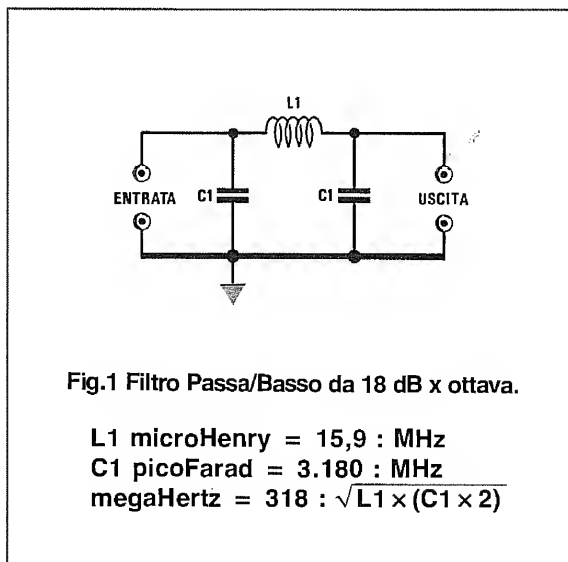 L1
ENTRATA
C1
C1
USCITA
Fig.1 Filtro Passa/Basso da 18 dB x ottava.
L1 microHenry = 15,9 : MHz
C1 picoFarad = 3.180 : MHz
megaHertz = 318 : √L1 × (C1 × 2)